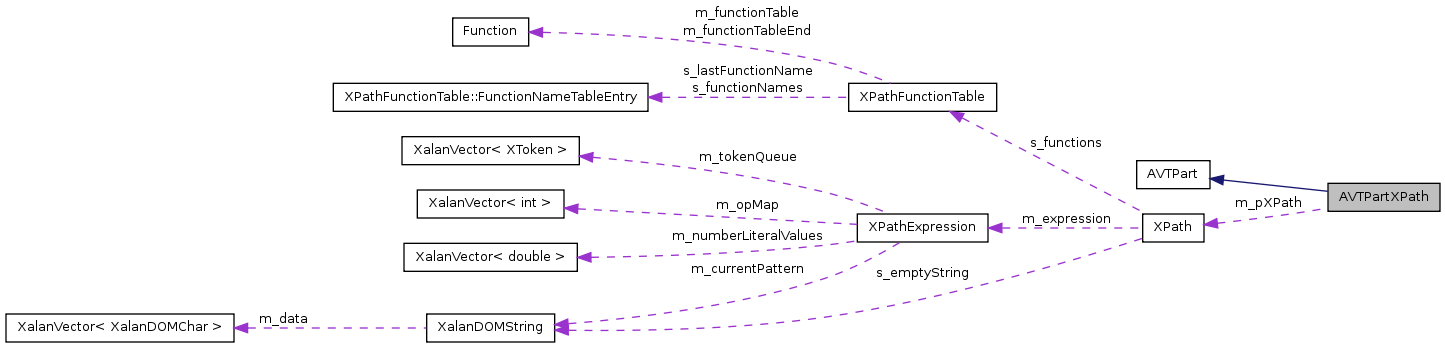 m_functionTable
m_functionTableEnd
Function
s_lastFunctionName
s_functionNames
XPathFunctionTable::FunctionNameTableEntry
XPathFunctionTable
s_functions
XalanVector< XToken >
m_tokenQueue
AVTPart
AVTPartXPath
m_pXPath
XalanVector< int >
m_opMap
m_expression
XPathExpression
XPath
m_numberLiteralValues
XalanVector< double >
m_currentPattern
s_emptyString
m_data
XalanVector< XalanDOMChar >
XalanDOMString